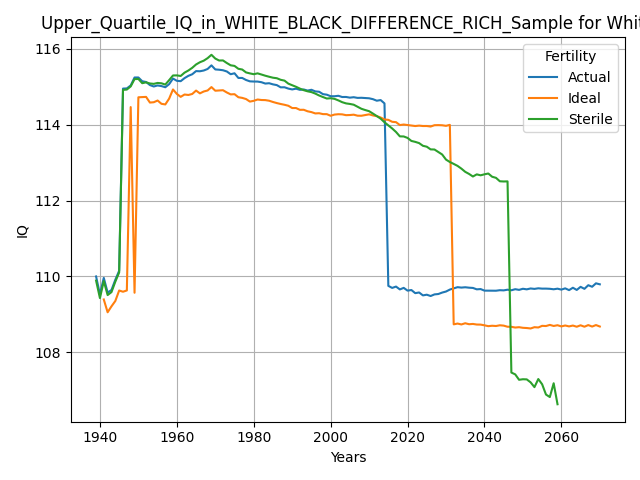 Upper_Quartile_IQ_in_WHITE_BLACK_DIFFERENCE_RICH_Sample for Whit
Fertility
Actual
Ideal
Sterile
116
114
112
110
108
IQ
1940
1960
1980
2000
2020
2040
2060
Years